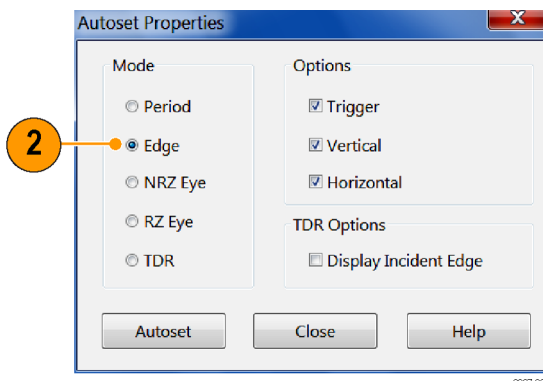 Autoset Properties
X
Mode
Period
Edge
NRZ Eye
RZ Eye
TDR
Options
Trigger
Vertical
Horizontal
TDR Options
Display Incident Edge
2
Autoset
Close
Help